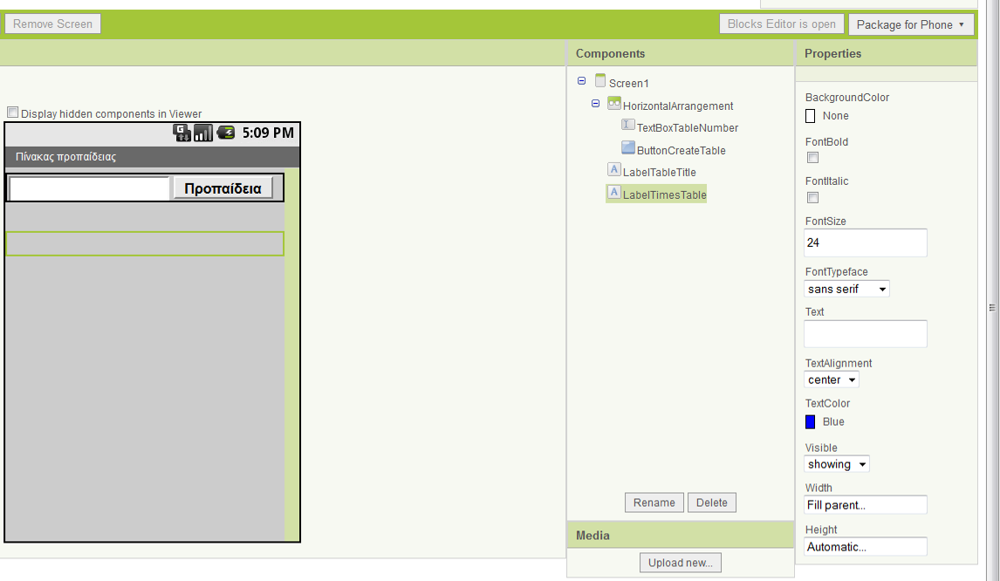 Remove Screen
Blocks Editor is open
Package for Phone
Components
Properties
Display hidden components in Viewer
5:09 PM
Πίνακας προπαίδειας
Προπαίδεια
Screen1
HorizontalArrangement
TextBoxTableNumber
ButtonCreateTable
LabelTableTitle
LabelTimesTable
Rename
Delete
Media
Upload new...
BackgroundColor
None
FontBold
FontItalic
FontSize
24
FontTypeface
sans serif
Text
TextAlignment
center
TextColor
Blue
Visible
showing
Width
Fill parent...
Height
Automatic...